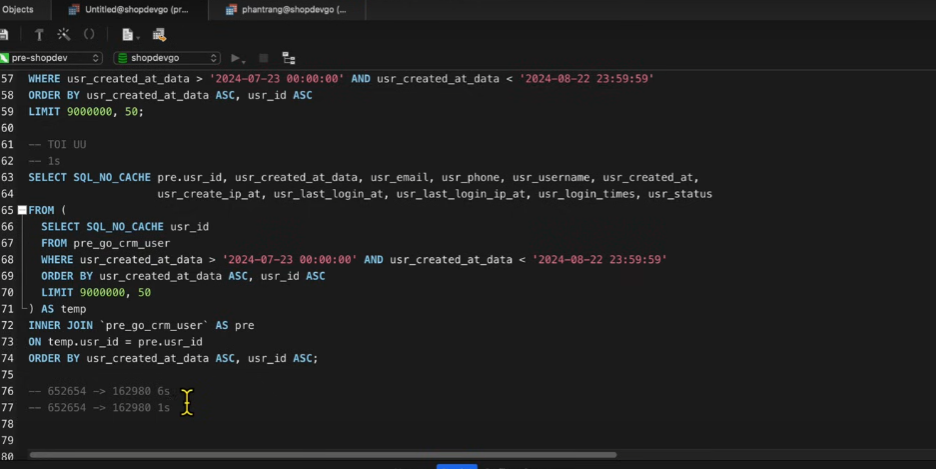 Objects
Untitled@shopdevgo (pr...
phantrang@shopdevgo (...
pre-shopdev
shopdevgo
57 WHERE usr_created_at_data > '2024-07-23 00:00:00' AND usr_created_at_data < '2024-08-22 23:59:59'
58 ORDER BY usr_created_at_data ASC, usr_id ASC
59 LIMIT 9000000, 50;
60
61 -- TOI UU
62 -- 1s
63 SELECT SQL_NO_CACHE pre.usr_id, usr_created_at_data, usr_email, usr_phone, usr_username, usr_created_at,
64 usr_create_ip_at, usr_last_login_at, usr_last_login_ip_at, usr_login_times, usr_status
65 FROM (
66 SELECT SQL_NO_CACHE usr_id
67 FROM pre_go_crm_user
68 WHERE usr_created_at_data > '2024-07-23 00:00:00' AND usr_created_at_data < '2024-08-22 23:59:59'
69 ORDER BY usr_created_at_data ASC, usr_id ASC
70 LIMIT 9000000, 50
71 ) AS temp
72 INNER JOIN `pre_go_crm_user` AS pre
73 ON temp.usr_id = pre.usr_id
74 ORDER BY usr_created_at_data ASC, usr_id ASC;
75
76 -- 652654 -> 162980 6s
77 -- 652654 -> 162980 1s
78
79
80